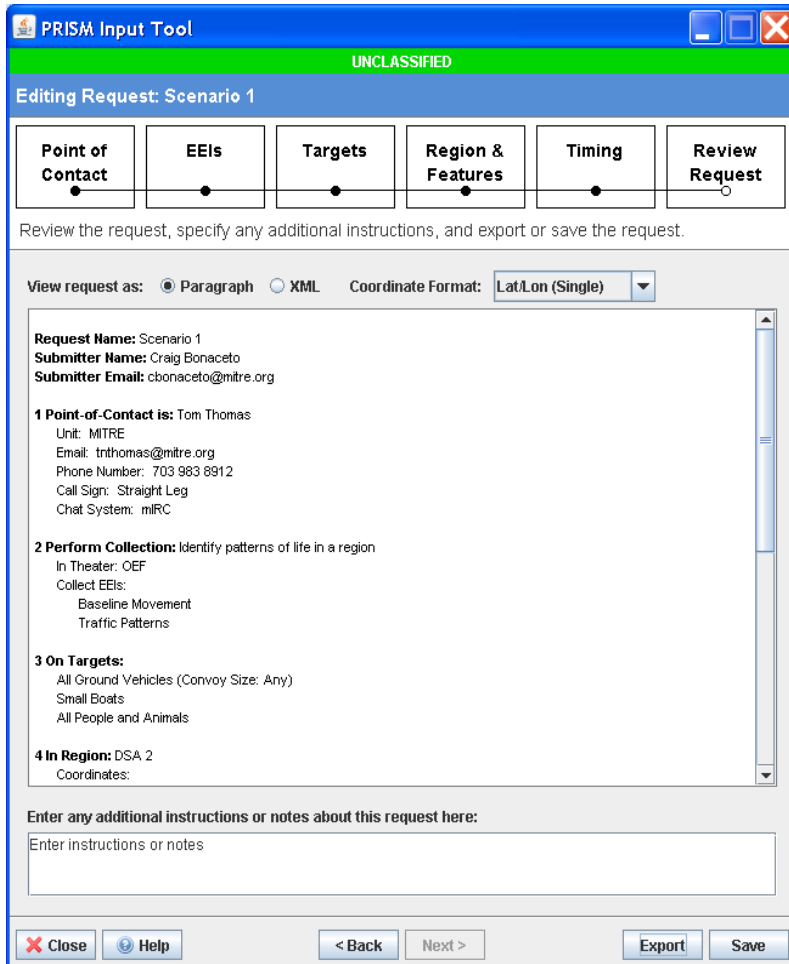 PRISM Input Tool
UNCLASSIFIED
Editing Request: Scenario 1
Point of Contact
EEIs
Targets
Region & Features
Timing
Review Request
Review the request, specify any additional instructions, and export or save the request.
View request as: Paragraph XML Coordinate Format: Lat/Lon (Single)
Request Name: Scenario 1
Submitter Name: Craig Bonaceto
Submitter Email: cbonaceto@mitre.org
1 Point-of-Contact is: Tom Thomas
Unit: MITRE
Email: tnthomas@mitre.org
Phone Number: 703 983 8912
Call Sign: Straight Leg
Chat System: mIRC
2 Perform Collection: Identify patterns of life in a region
In Theater: OEF
Collect EEIs:
Baseline Movement
Traffic Patterns
3 On Targets:
All Ground Vehicles (Convoy Size: Any)
Small Boats
All People and Animals
4 In Region: DSA 2
Coordinates:
Enter any additional instructions or notes about this request here:
Enter instructions or notes
Close Help < Back Next > Export Save